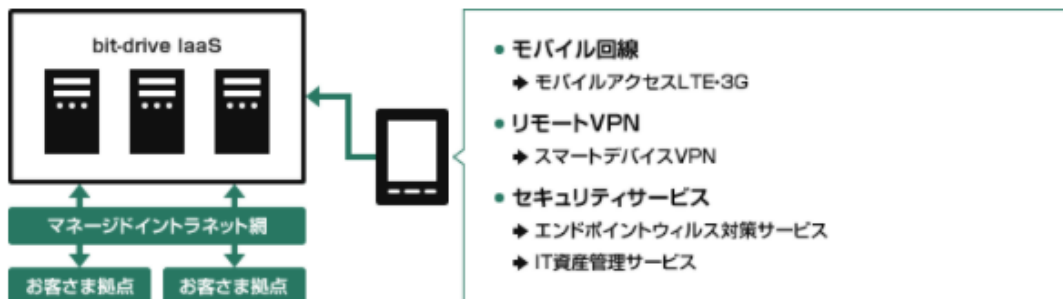 bit-drive IaaS
マネージドイントラネット網
お客さま拠点
お客さま拠点
• モバイル回線
➔ モバイルアクセスLTE・3G
• リモートVPN
➔ スマートデバイスVPN
• セキュリティサービス
➔ エンドポイントウィルス対策サービス
➔ IT資産管理サービス